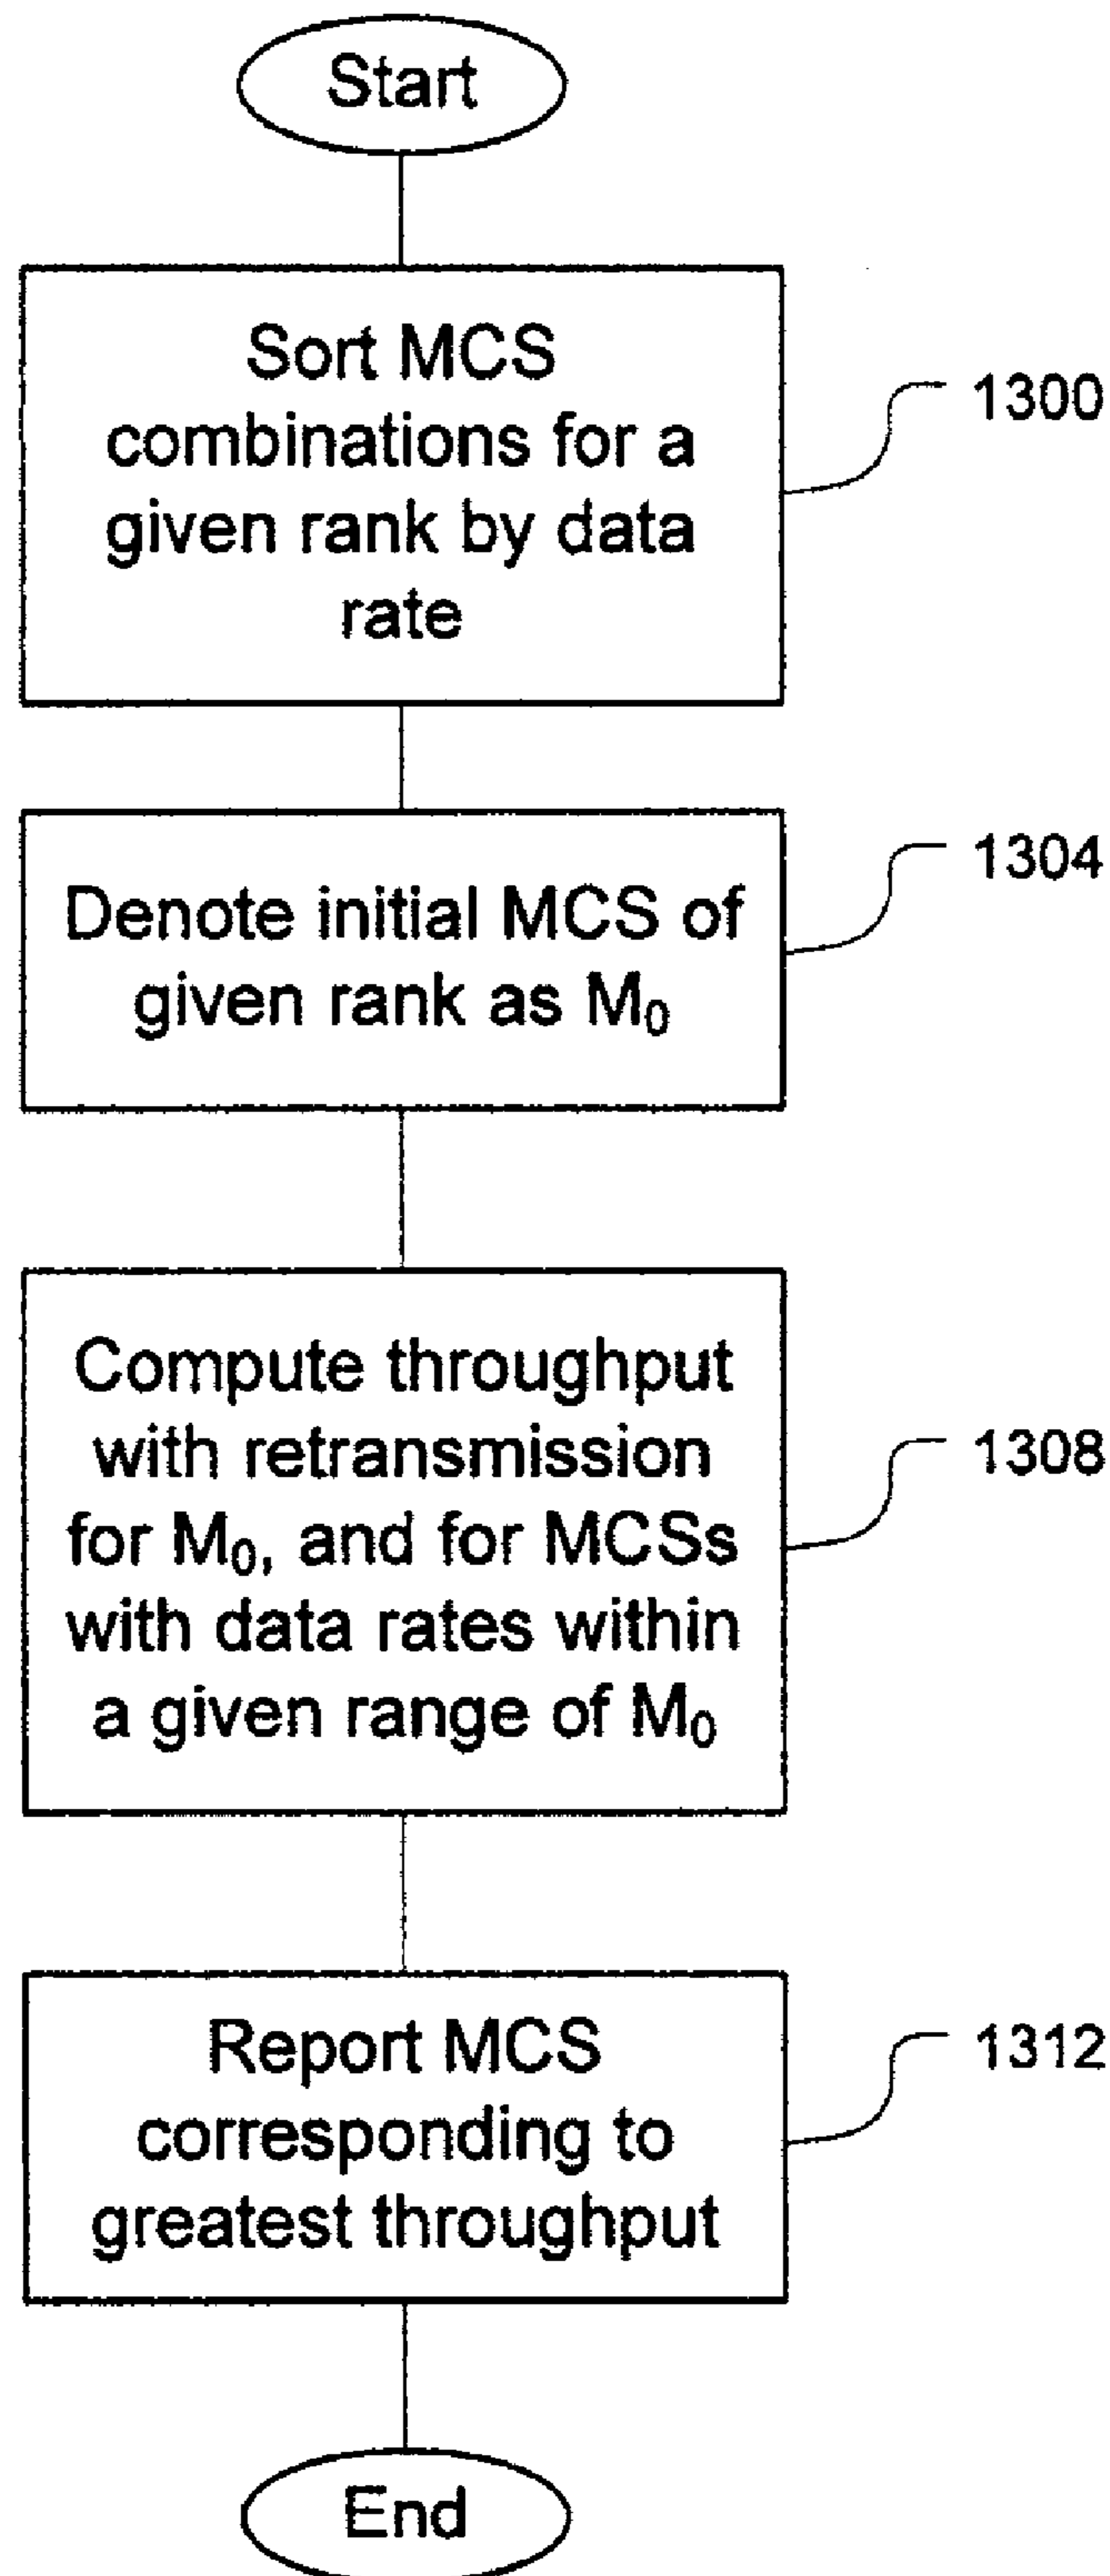 Start
Sort MCS
combinations for a
given rank by data
rate
1300
Denote initial MCS of
given rank as M₀
1304
Compute throughput
with retransmission
for M₀, and for MCSs
with data rates within
a given range of M₀
1308
Report MCS
corresponding to
greatest throughput
1312
End